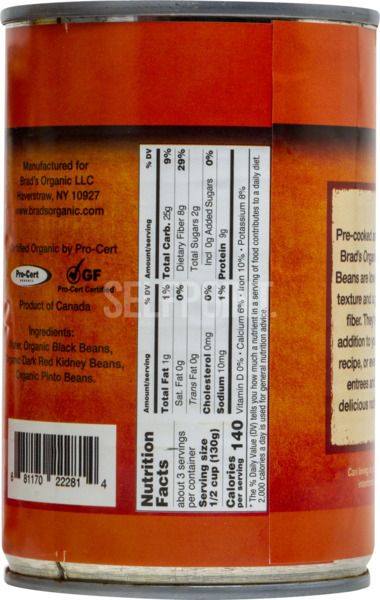 Manufactured for
Brad's Organic LLC
Haverstraw, NY 10927
www.bradsorganic.com
Organic by Pro-Cert
Pro-Cert
ORGANIC
GF
Pro-Cert Certified
Product of Canada
Ingredients:
Organic Black Beans,
Dark Red Kidney Beans,
Organic Pinto Beans.
6 81170 22281 4
Nutrition
Facts
about 3 servings
per container
Serving size
1/2 cup (130g)
Calories 140
per serving
Amount/serving % DV
Total Fat 1g 1%
Sat. Fat 0g 0%
Trans Fat 0g
Cholesterol 0mg 0%
Sodium 10mg 1%
Amount/serving % DV
Total Carb. 25g 9%
Dietary Fiber 8g 29%
Total Sugars 2g
Incl 0g Added Sugars 0%
Protein 9g
Vitamin D 0% • Calcium 6% • Iron 10% • Potassium 8%
* The % Daily Value (DV) tells you how much a nutrient in a serving of food contributes to a daily diet.
2,000 calories a day is used for general nutrition advice.
Pre-cooked
Brad's
Beans are
texture and
fiber. They
addition to
recipe, or
entrees
delicious